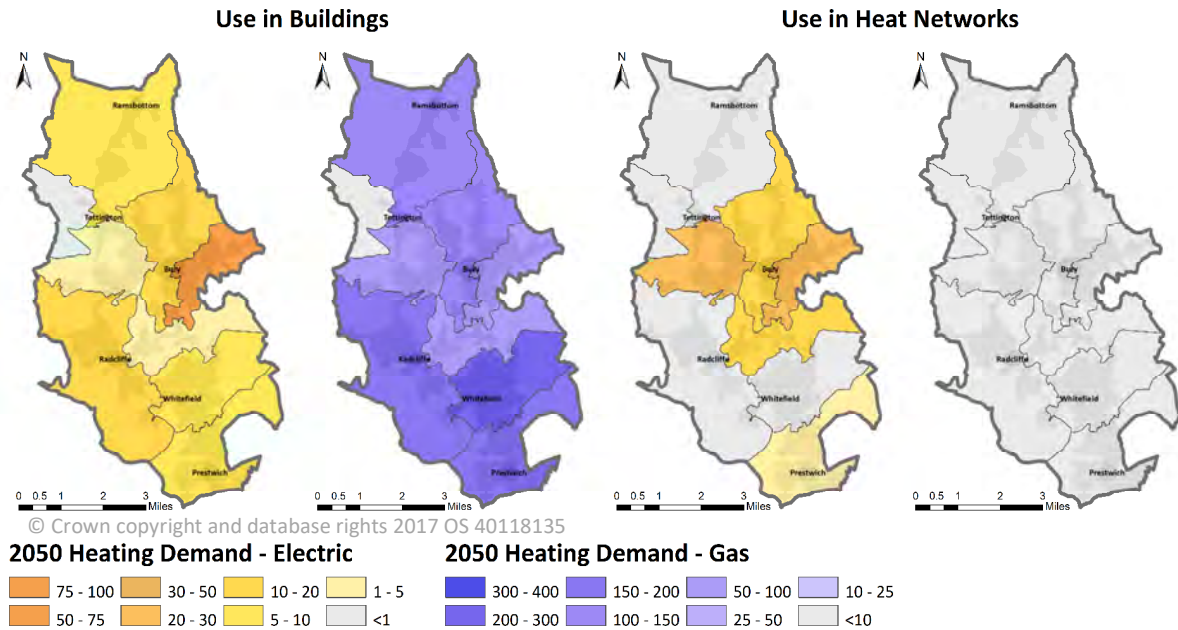 Use in Buildings
Use in Heat Networks
N
N
N
N
Ramsbottom
Ramsbottom
Ramsbottom
Ramsbottom
Tottington
Tottington
Tottington
Tottington
Bury
Bury
Bury
Bury
Radcliffe
Radcliffe
Radcliffe
Radcliffe
Whitefield
Whitefield
Whitefield
Whitefield
Prestwich
Prestwich
Prestwich
Prestwich
0 0.5 1 2 3 Miles
0 0.5 1 2 3 Miles
0 0.5 1 2 3 Miles
0 0.5 1 2 3 Miles
© Crown copyright and database rights 2017 OS 40118135
2050 Heating Demand - Electric
75 - 100 30 - 50 10 - 20 1 - 5
50 - 75 20 - 30 5 - 10 <1
2050 Heating Demand - Gas
300 - 400 150 - 200 50 - 100 10 - 25
200 - 300 100 - 150 25 - 50 <10